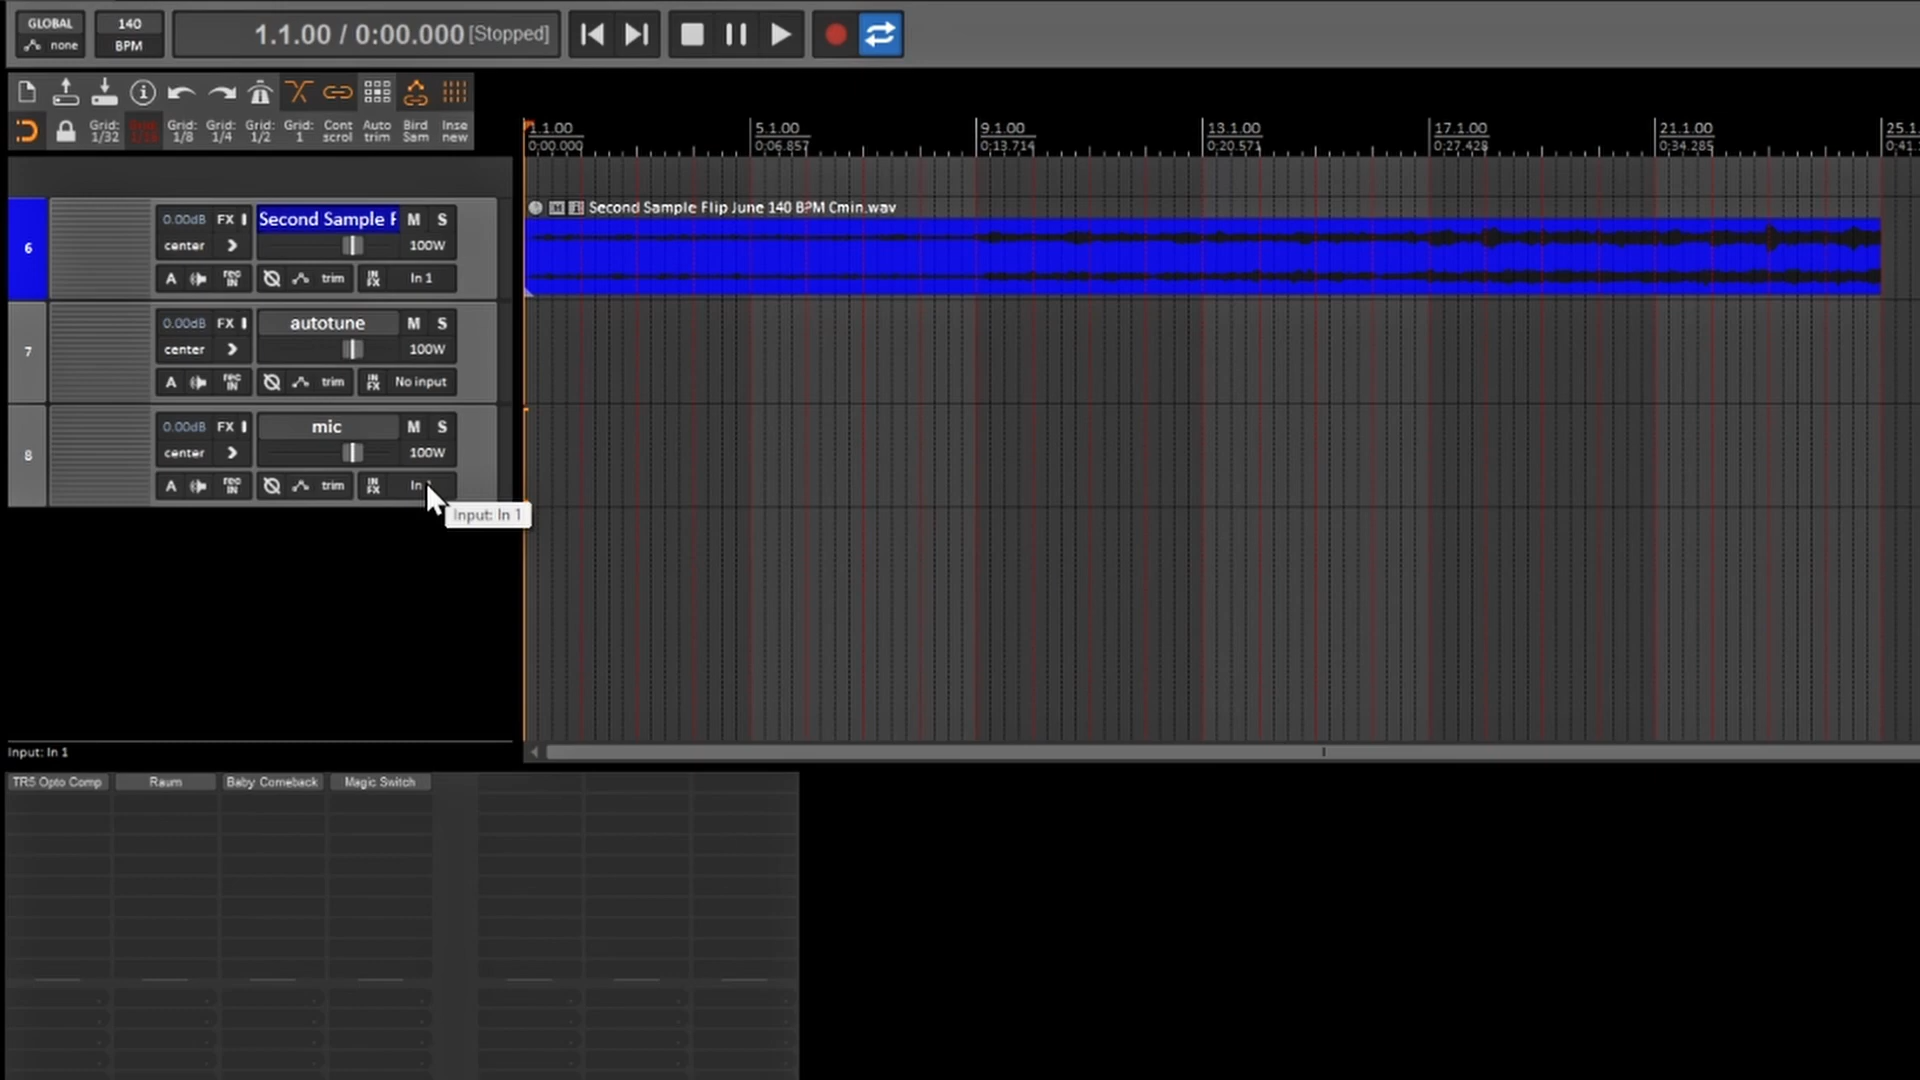 GLOBAL
none
140
BPM
1.1.00 / 0:00.000 [Stopped]
Grid: 1/32
Grid: 1/16
Grid: 1/8
Grid: 1/4
Grid: 1/2
Grid: 1
Cont scrol
Auto trim
Bird Sam
Inse new
1.1.00
0:00.000
5.1.00
0:06.857
9.1.00
0:13.714
13.1.00
0:20.571
17.1.00
0:27.428
21.1.00
0:34.285
25.1.
0:41.
6
0.00dB FX Second Sample F M S
center 100W
A rec IN trim IN FX In 1
Second Sample Flip June 140 BPM Cmin.wav
7
0.00dB FX autotune M S
center 100W
A rec IN trim IN FX No input
8
0.00dB FX mic M S
center 100W
A rec IN trim IN FX In
Input: In 1
Input: In 1
TR5 Opto Comp
Raum
Baby Comeback
Magic Switch